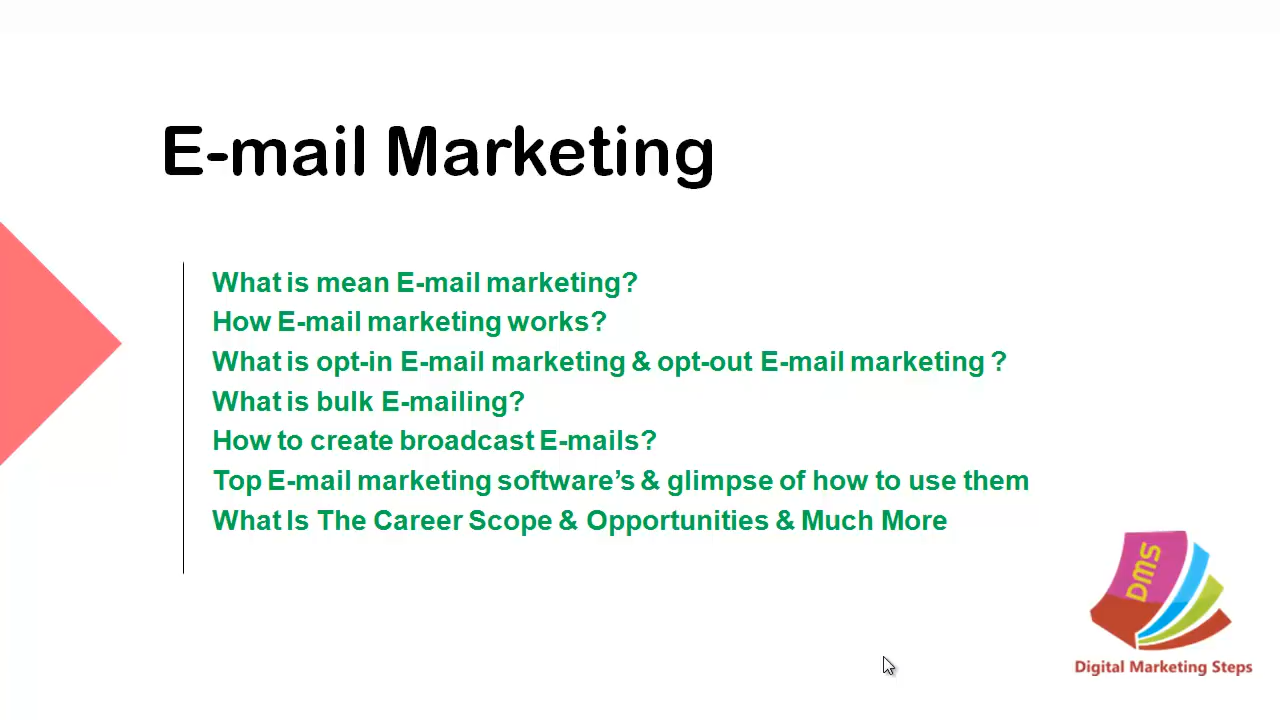 E-mail Marketing
What is mean E-mail marketing?
How E-mail marketing works?
What is opt-in E-mail marketing & opt-out E-mail marketing ?
What is bulk E-mailing?
How to create broadcast E-mails?
Top E-mail marketing software’s & glimpse of how to use them
What Is The Career Scope & Opportunities & Much More
DMS
Digital Marketing Steps